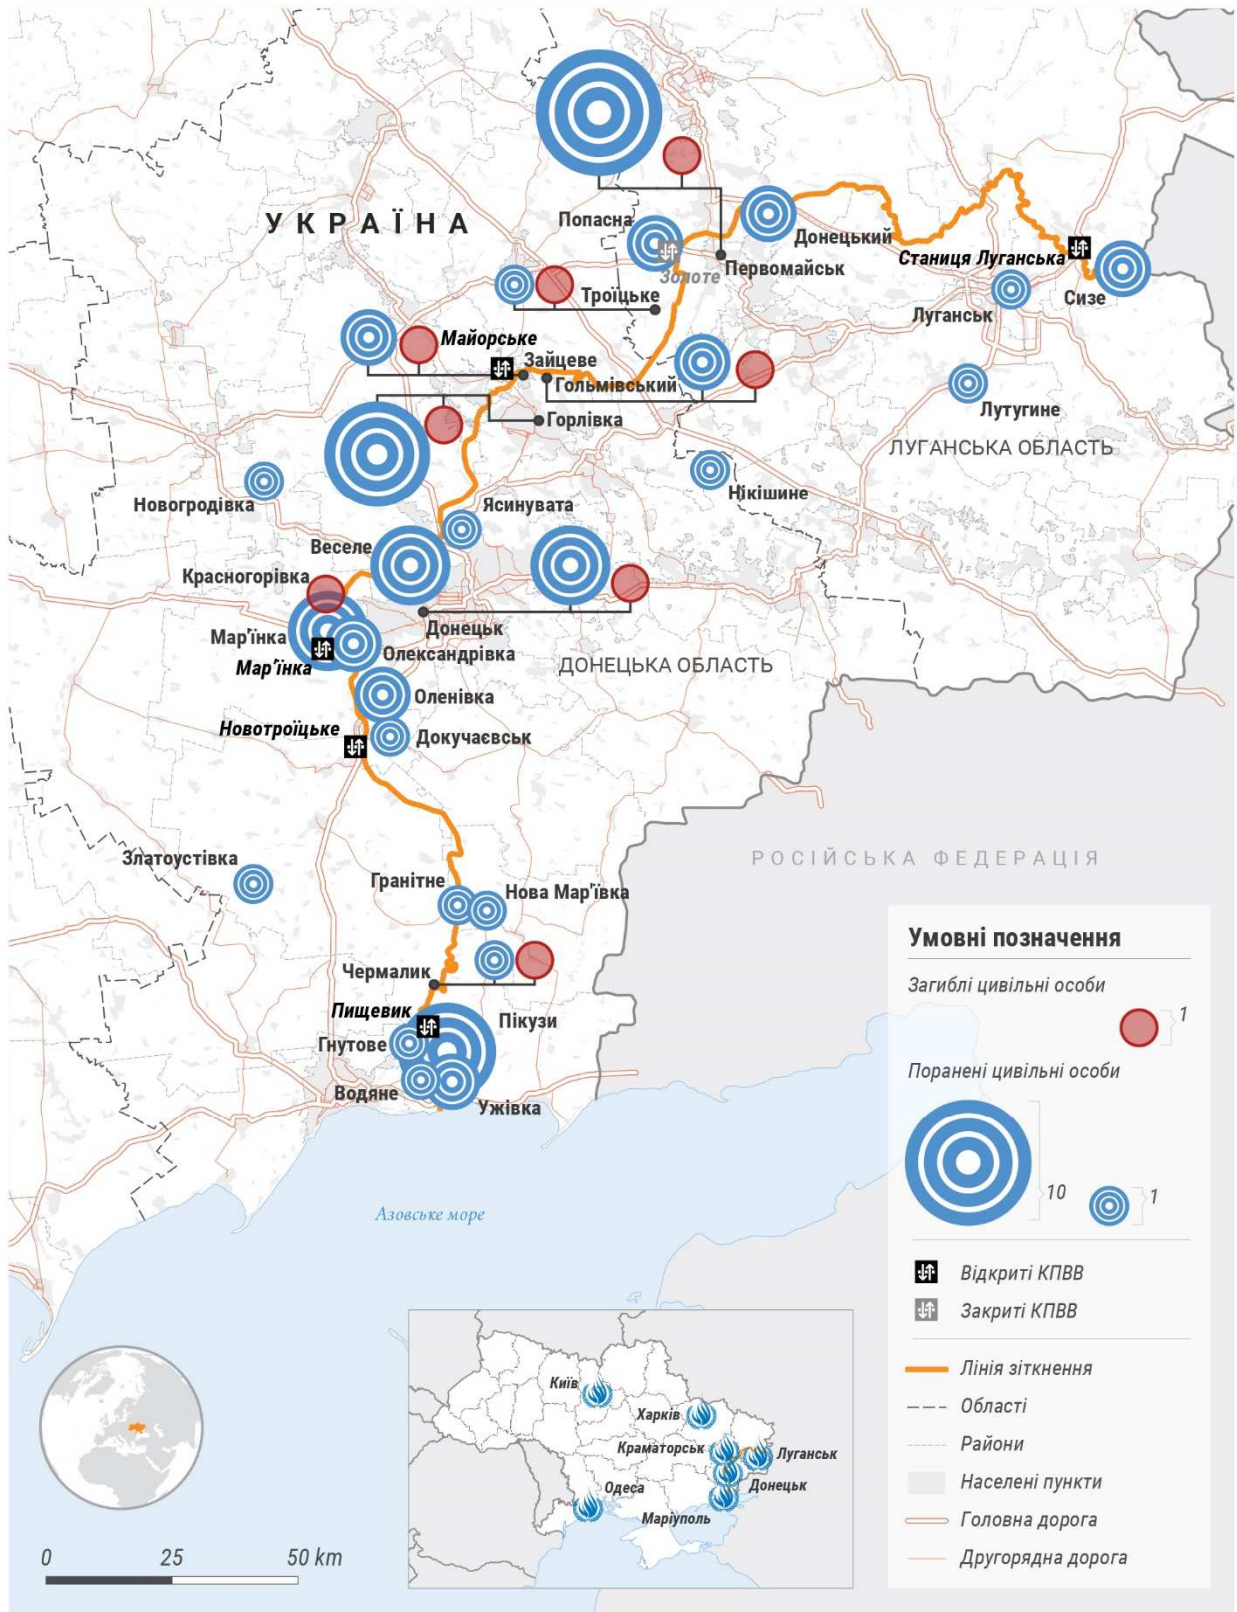 УКРАЇНА
Попасна
Донецький
Золоте
Первомайськ
Станиця Луганська
Сизе
Луганськ
Троїцьке
Майорське
Зайцеве
Гольмівський
Лутугине
Горлівка
ЛУГАНСЬКА ОБЛАСТЬ
Новогродівка
Ясинувата
Нікішине
Веселе
Красногорівка
Мар'їнка
Донецьк
Олександрівка
Мар'їнка
ДОНЕЦЬКА ОБЛАСТЬ
Оленівка
Новотроїцьке
Докучаєвськ
Златоустівка
РОСІЙСЬКА ФЕДЕРАЦІЯ
Гранітне
Нова Мар'ївка
Чермалик
Пищевик
Пікузи
Гнутове
Водяне
Ужівка
Азовське море
Умовні позначення
Загиблі цивільні особи
1
Поранені цивільні особи
10
1
Відкриті КПВВ
Закриті КПВВ
Лінія зіткнення
Області
Райони
Населені пункти
Головна дорога
Другорядна дорога
Київ
Харків
Краматорськ
Луганськ
Донецьк
Одеса
Маріуполь
0 25 50 km